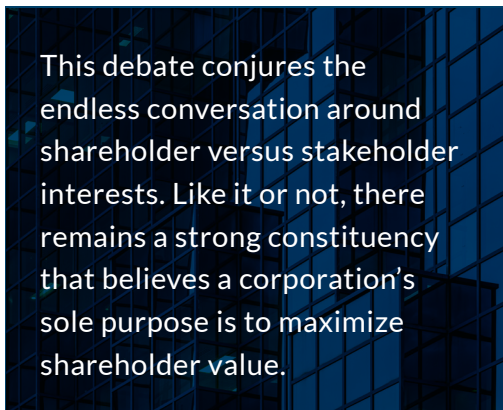 This debate conjures the
endless conversation around
shareholder versus stakeholder
interests. Like it or not, there
remains a strong constituency
that believes a corporation’s
sole purpose is to maximize
shareholder value.